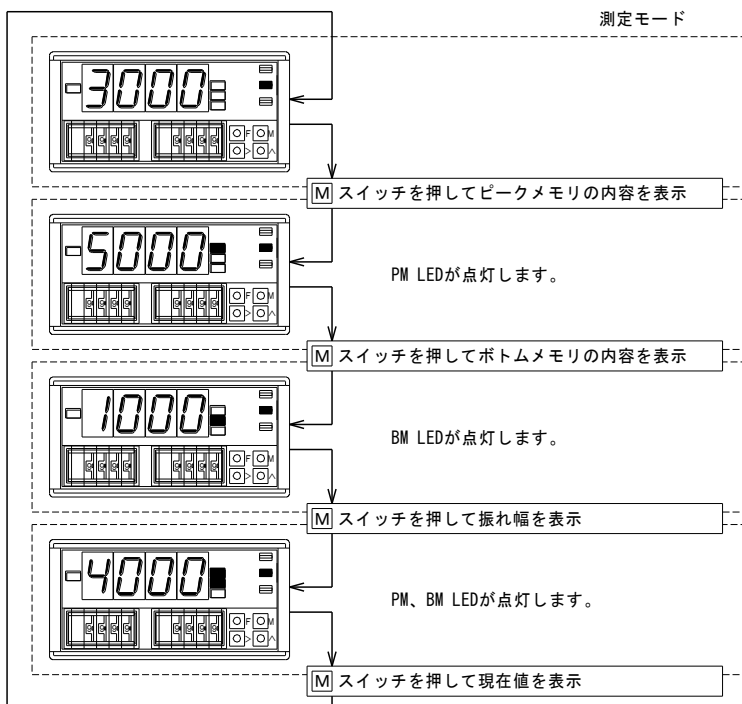 測定モード
3000
F M
> ∧
M スイッチを押してピークメモリの内容を表示
5000
F M
> ∧
PM LEDが点灯します。
M スイッチを押してボトムメモリの内容を表示
1000
F M
> ∧
BM LEDが点灯します。
M スイッチを押して振れ幅を表示
4000
F M
> ∧
PM、BM LEDが点灯します。
M スイッチを押して現在値を表示